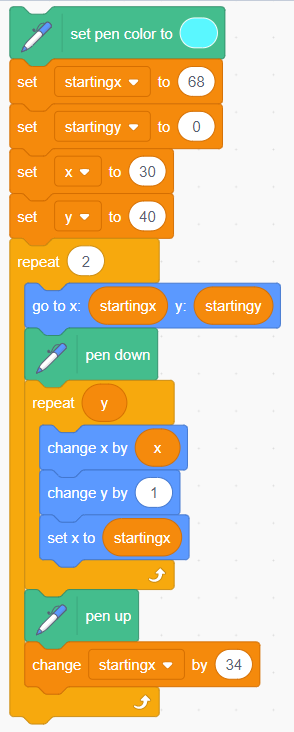 set pen color to
set startingx to 68
set startingy to 0
set x to 30
set y to 40
repeat 2
go to x: startingx y: startingy
pen down
repeat y
change x by x
change y by 1
set x to startingx
pen up
change startingx by 34